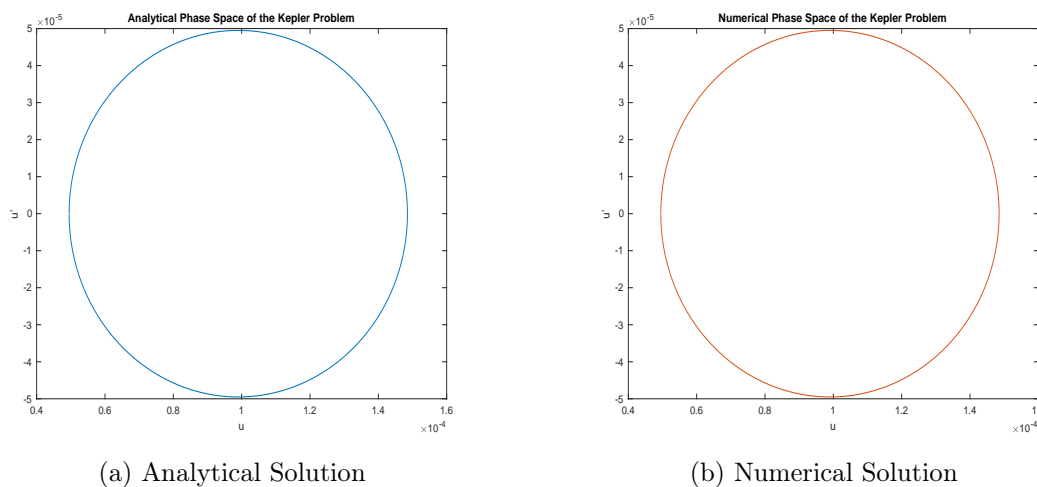 Analytical Phase Space of the Kepler Problem
×10⁻⁵
5
4
3
2
1
0
-1
-2
-3
-4
-5
u'
0.4 0.6 0.8 1 1.2 1.4 1.6
u
×10⁻⁴
(a) Analytical Solution
Numerical Phase Space of the Kepler Problem
×10⁻⁵
5
4
3
2
1
0
-1
-2
-3
-4
-5
u'
0.4 0.6 0.8 1 1.2 1.4
u
×10⁻⁴
(b) Numerical Solution